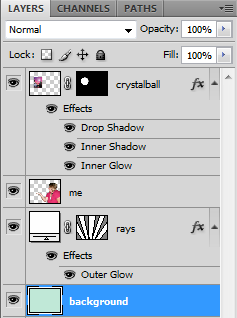 LAYERS CHANNELS PATHS
Normal Opacity: 100%
Lock: Fill: 100%
crystalball fx
Effects
Drop Shadow
Inner Shadow
Inner Glow
me
rays fx
Effects
Outer Glow
background